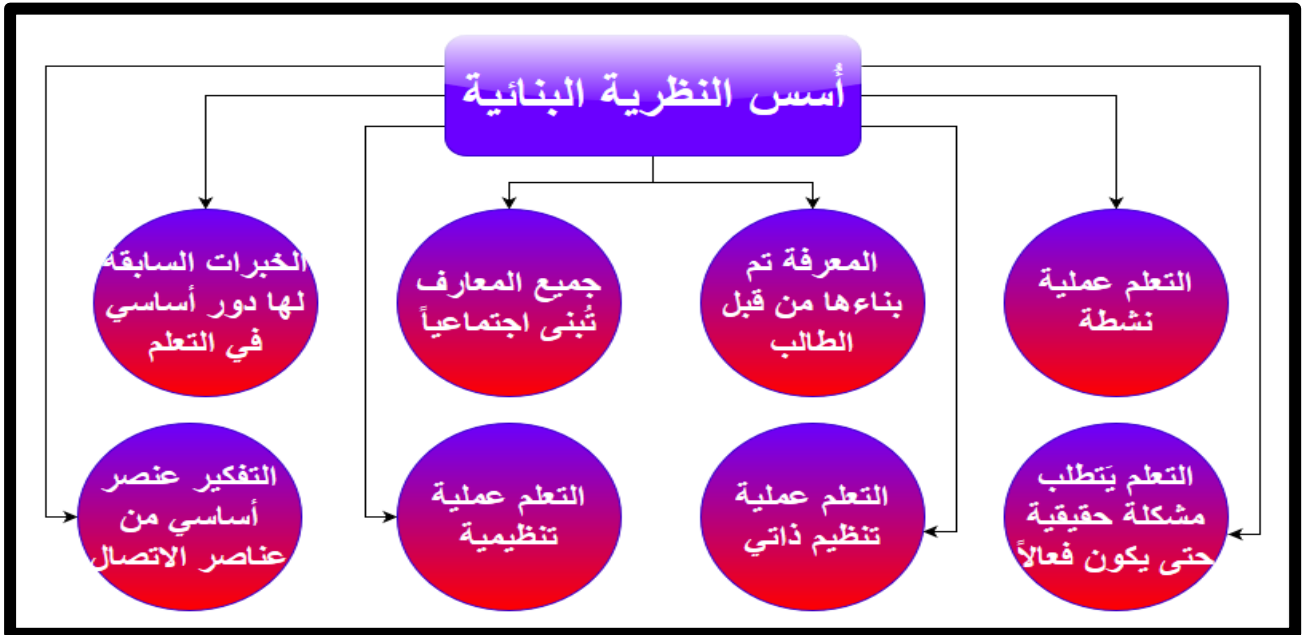 أُسس النظرية البنائية
التعلم عملية
نشطة
المعرفة تم
بناءها من قبل
الطالب
جميع المعارف
تُبنى اجتماعياً
الخبرات السابقة
لها دور أساسي
في التعلم
التعلم يَتطلب
مشكلة حقيقية
حتى يكون فعالاً
التعلم عملية
تنظيم ذاتي
التعلم عملية
تنظيمية
التفكير عنصر
أساسي من
عناصر الاتصال